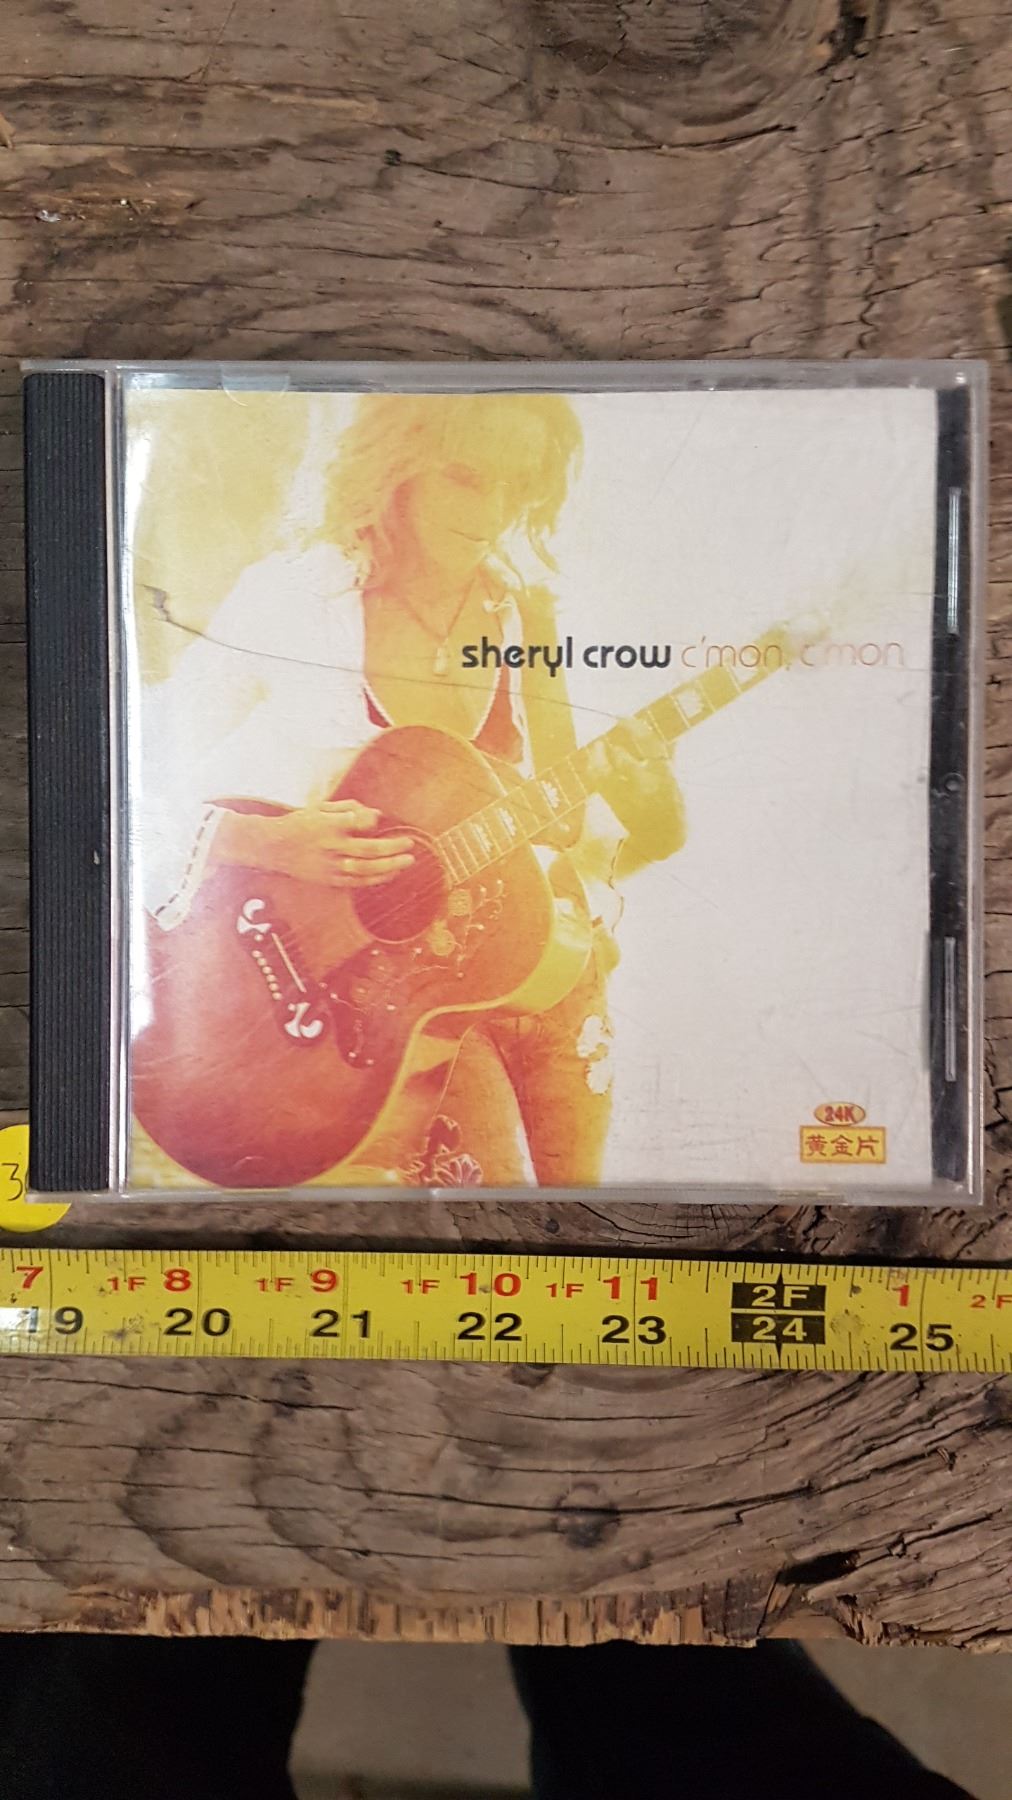 sheryl crow c'mon, c'mon
24K
黄金片
3
7 1F 8 1F 9 1F 10 1F 11 2F 1 2F
19 20 21 22 23 24 25